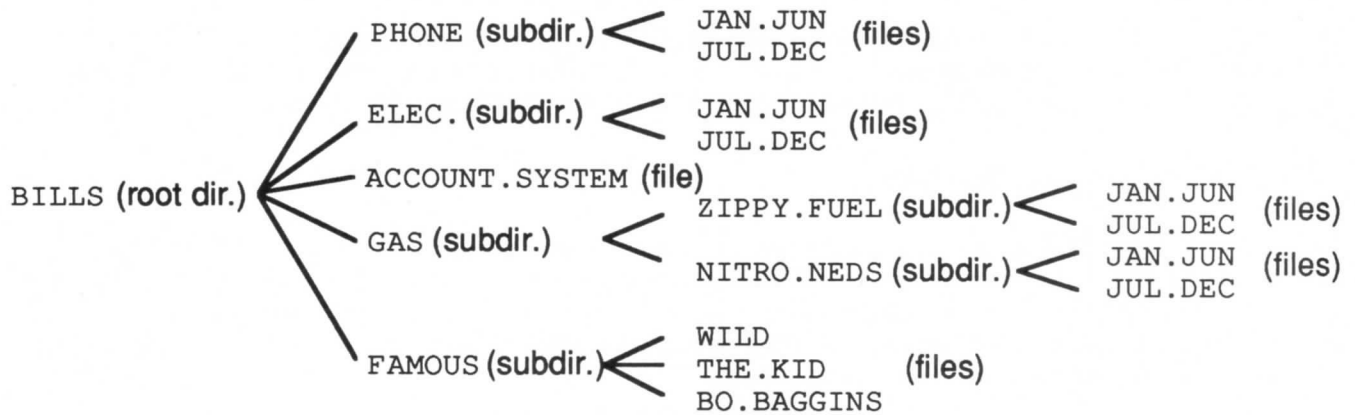 PHONE (subdir.) JAN.JUN (files)
JUL.DEC
ELEC. (subdir.) JAN.JUN (files)
JUL.DEC
BILLS (root dir.) ACCOUNT.SYSTEM (file)
GAS (subdir.) ZIPPY.FUEL (subdir.) JAN.JUN (files)
JUL.DEC
NITRO.NEDS (subdir.) JAN.JUN (files)
JUL.DEC
FAMOUS (subdir.) WILD
THE.KID (files)
BO.BAGGINS